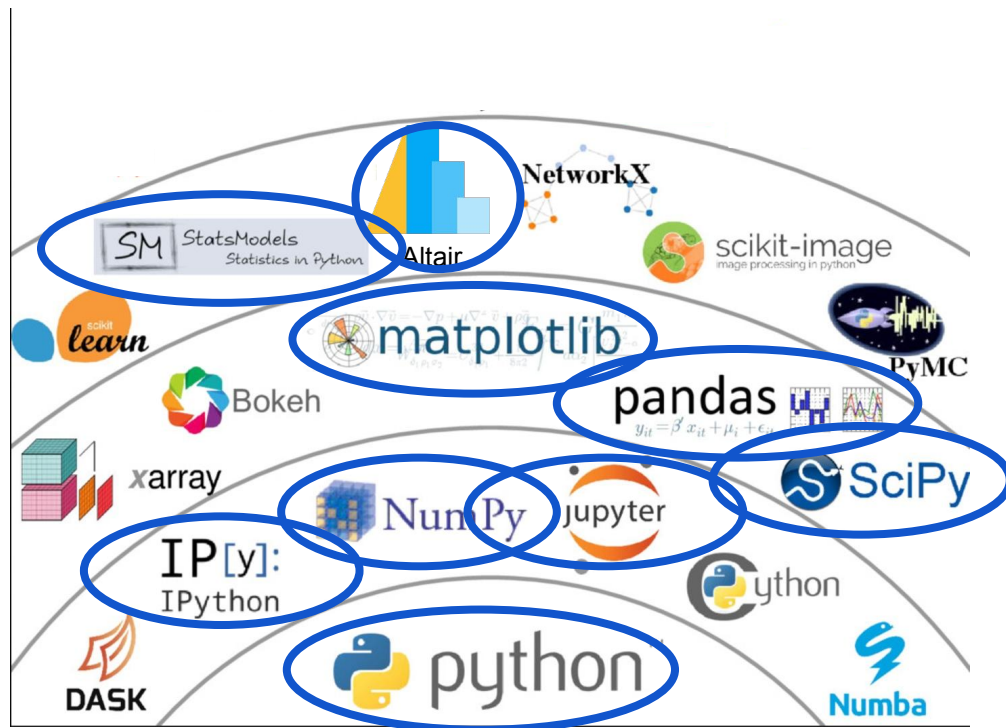 NetworkX
SM StatsModels
Statistics in Python
Altair
scikit-image
image processing in python
scikit
learn
matplotlib
PyMC
Bokeh
pandas
xarray
SciPy
NumPy
jupyter
IP[y]:
IPython
Cython
python
DASK
Numba